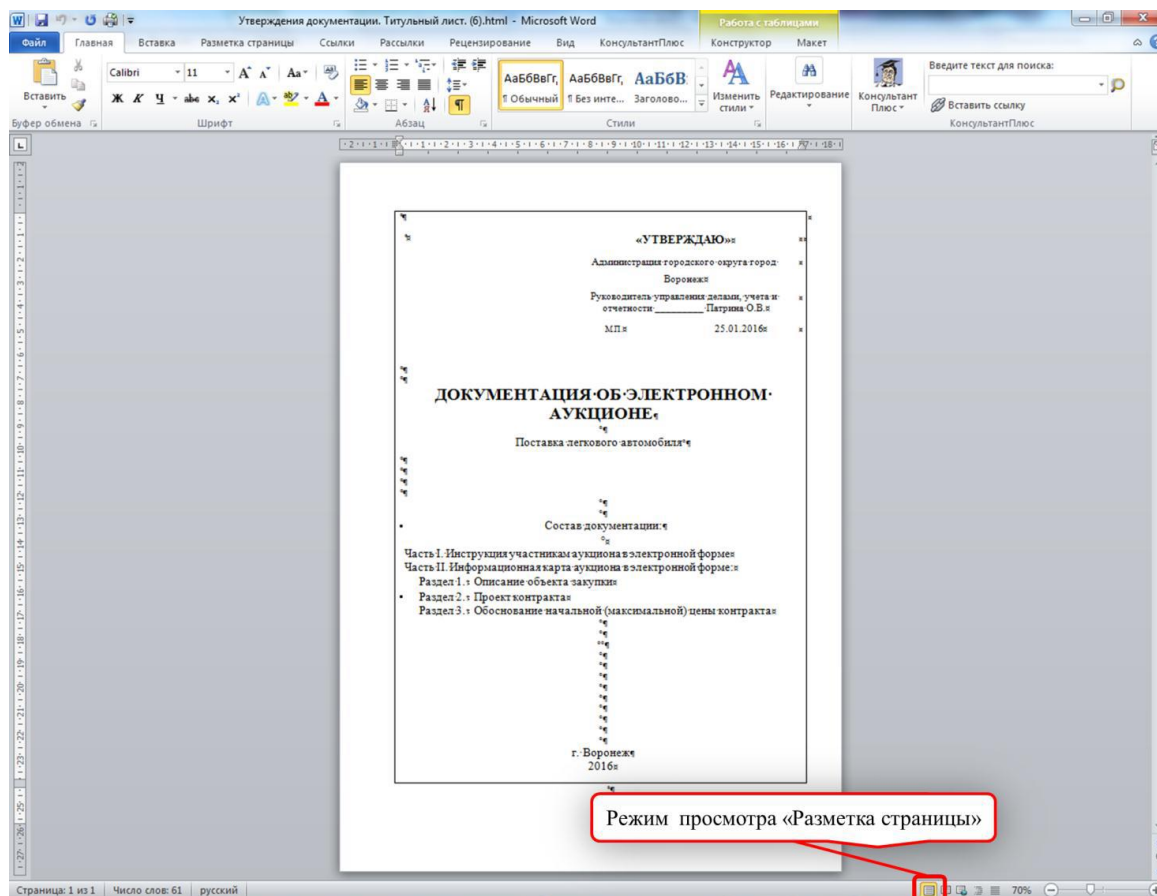 Утверждения документации. Титульный лист. (6).html - Microsoft Word
Работа с таблицами
Файл Главная Вставка Разметка страницы Ссылки Рассылки Рецензирование Вид КонсультантПлюс Конструктор Макет
Вставить
Calibri 11
Ж К Ч
АаБбВвГг, АаБбВвГг, АаБбВ
¶ Обычный ¶ Без инте... Заголово...
Изменить стили
Редактирование
Консультант Плюс
Введите текст для поиска:
Вставить ссылку
Буфер обмена Шрифт Абзац Стили КонсультантПлюс
«УТВЕРЖДАЮ»
Администрация городского округа город
Воронеж
Руководитель управления делами, учета и
отчетности __________ Патрина О.В.
МП. 25.01.2016
ДОКУМЕНТАЦИЯ ОБ ЭЛЕКТРОННОМ
АУКЦИОНЕ
Поставка легкового автомобиля
Состав документации:
Часть I. Инструкция участникам аукциона в электронной форме
Часть II. Информационная карта аукциона в электронной форме:
Раздел 1. Описание объекта закупки
Раздел 2. Проект контракта
Раздел 3. Обоснование начальной (максимальной) цены контракта
г. Воронеж
2016
Режим просмотра «Разметка страницы»
Страница: 1 из 1 Число слов: 61 русский 70%